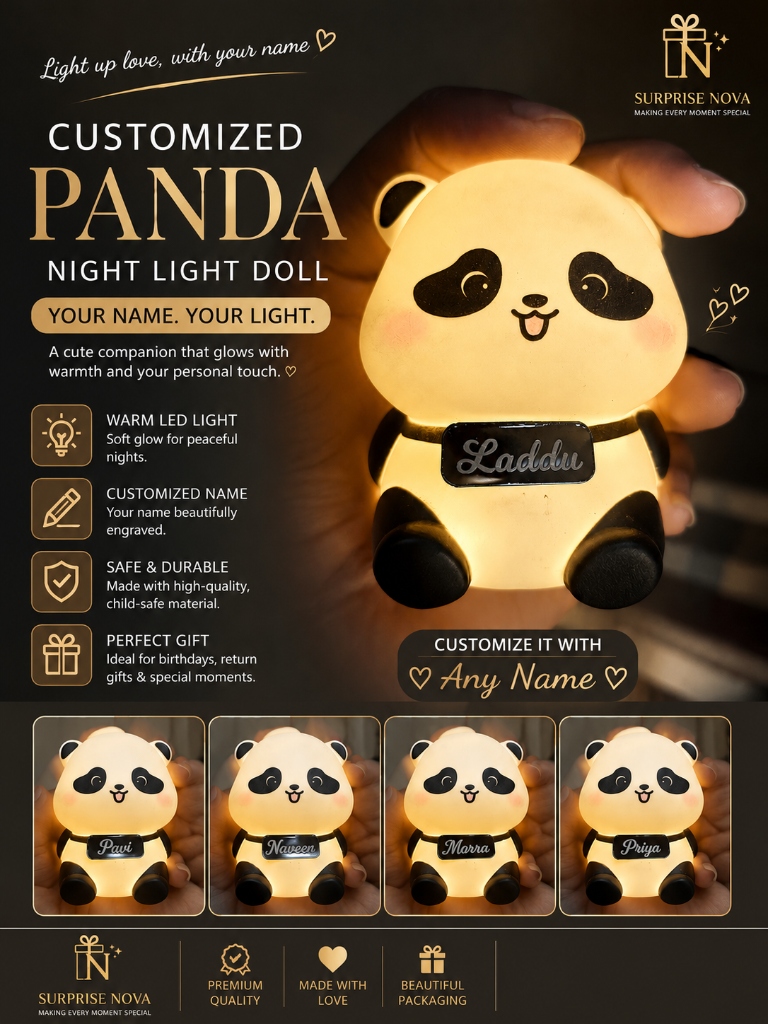 Light up love, with your name
SURPRISE NOVA
MAKING EVERY MOMENT SPECIAL
CUSTOMIZED
PANDA
NIGHT LIGHT DOLL
YOUR NAME. YOUR LIGHT.
A cute companion that glows with
warmth and your personal touch.
WARM LED LIGHT
Soft glow for peaceful
nights.
CUSTOMIZED NAME
Your name beautifully
engraved.
SAFE & DURABLE
Made with high-quality,
child-safe material.
PERFECT GIFT
Ideal for birthdays, return
gifts & special moments.
Laddu
CUSTOMIZE IT WITH
Any Name
Pavi
Naveen
Marra
Priya
N
SURPRISE NOVA
MAKING EVERY MOMENT SPECIAL
PREMIUM
QUALITY
MADE WITH
LOVE
BEAUTIFUL
PACKAGING